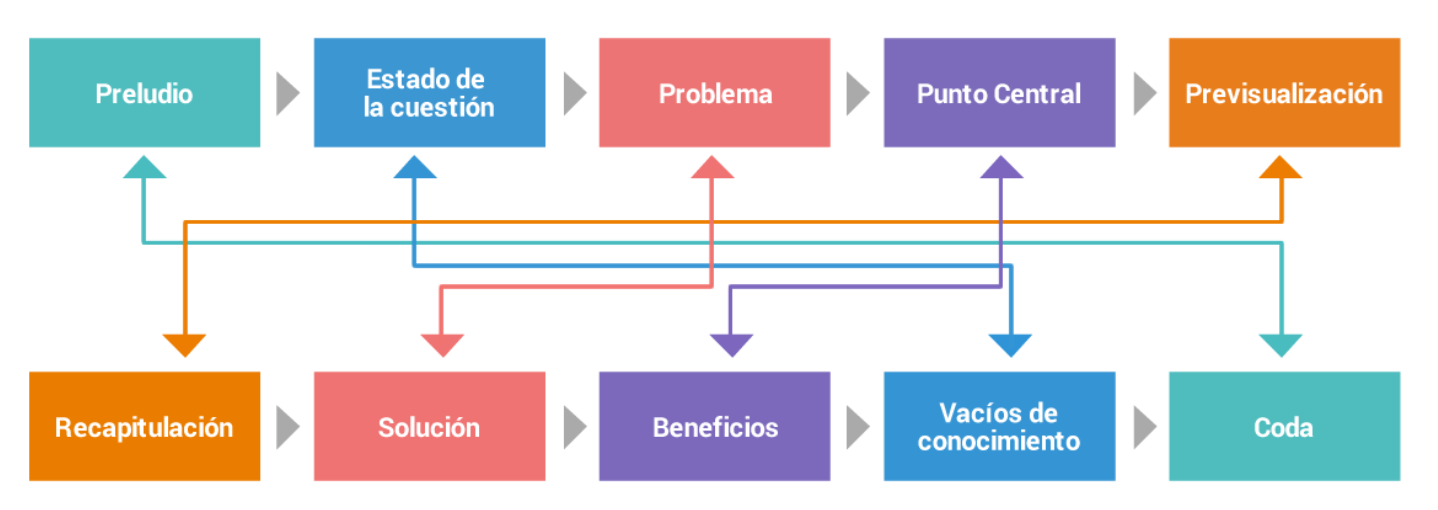 Preludio
Estado de
la cuestión
Problema
Punto Central
Previsualización
Recapitulación
Solución
Beneficios
Vacíos de
conocimiento
Coda